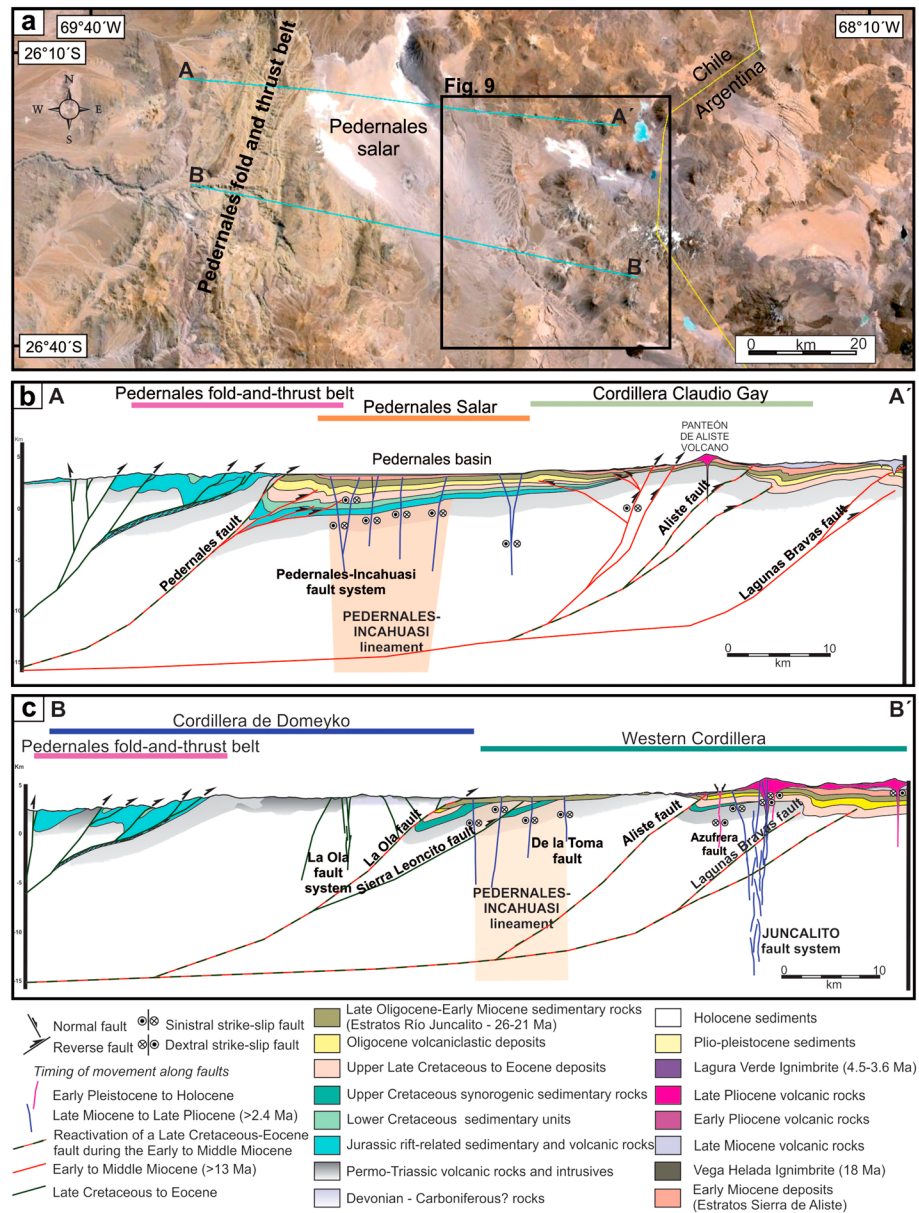 a
69°40´W
68°10´W
26°10´S
N
W E
S
A
Pedernales fold and thrust belt
Fig. 9
Chile
Argentina
A´
Pedernales
salar
B
B´
26°40´S
0 km 20
b A
Pedernales fold-and-thrust belt
Pedernales Salar
Cordillera Claudio Gay
A´
PANTEÓN
DE ALISTE
VOLCANO
Km
5
Pedernales basin
0
-5
-10
-15
Pedernales fault
Pedernales-Incahuasi
fault system
PEDERNALES-
INCAHUASI
lineament
Aliste fault
Lagunas Bravas fault
0 10
km
c B
B´
Cordillera de Domeyko
Pedernales fold-and-thrust belt
Western Cordillera
Km
5
0
-5
-10
-15
La Ola
fault
system
La Ola fault
Sierra Leoncito fault
De la Toma
fault
PEDERNALES-
INCAHUASI
lineament
Aliste fault
Azufrera
fault
Lagunas Bravas fault
JUNCALITO
fault system
0 10
km
Normal fault
Sinistral strike-slip fault
Reverse fault
Dextral strike-slip fault
Timing of movement along faults
Early Pleistocene to Holocene
Late Miocene to Late Pliocene (>2.4 Ma)
Reactivation of a Late Cretaceous-Eocene
fault during the Early to Middle Miocene
Early to Middle Miocene (>13 Ma)
Late Cretaceous to Eocene
Late Oligocene-Early Miocene sedimentary rocks
(Estratos Río Juncalito - 26-21 Ma)
Oligocene volcaniclastic deposits
Upper Late Cretaceous to Eocene deposits
Upper Cretaceous synorogenic sedimentary rocks
Lower Cretaceous sedimentary units
Jurassic rift-related sedimentary and volcanic rocks
Permo-Triassic volcanic rocks and intrusives
Devonian - Carboniferous? rocks
Holocene sediments
Plio-pleistocene sediments
Lagura Verde Ignimbrite (4.5-3.6 Ma)
Late Pliocene volcanic rocks
Early Pliocene volcanic rocks
Late Miocene volcanic rocks
Vega Helada Ignimbrite (18 Ma)
Early Miocene deposits
(Estratos Sierra de Aliste)